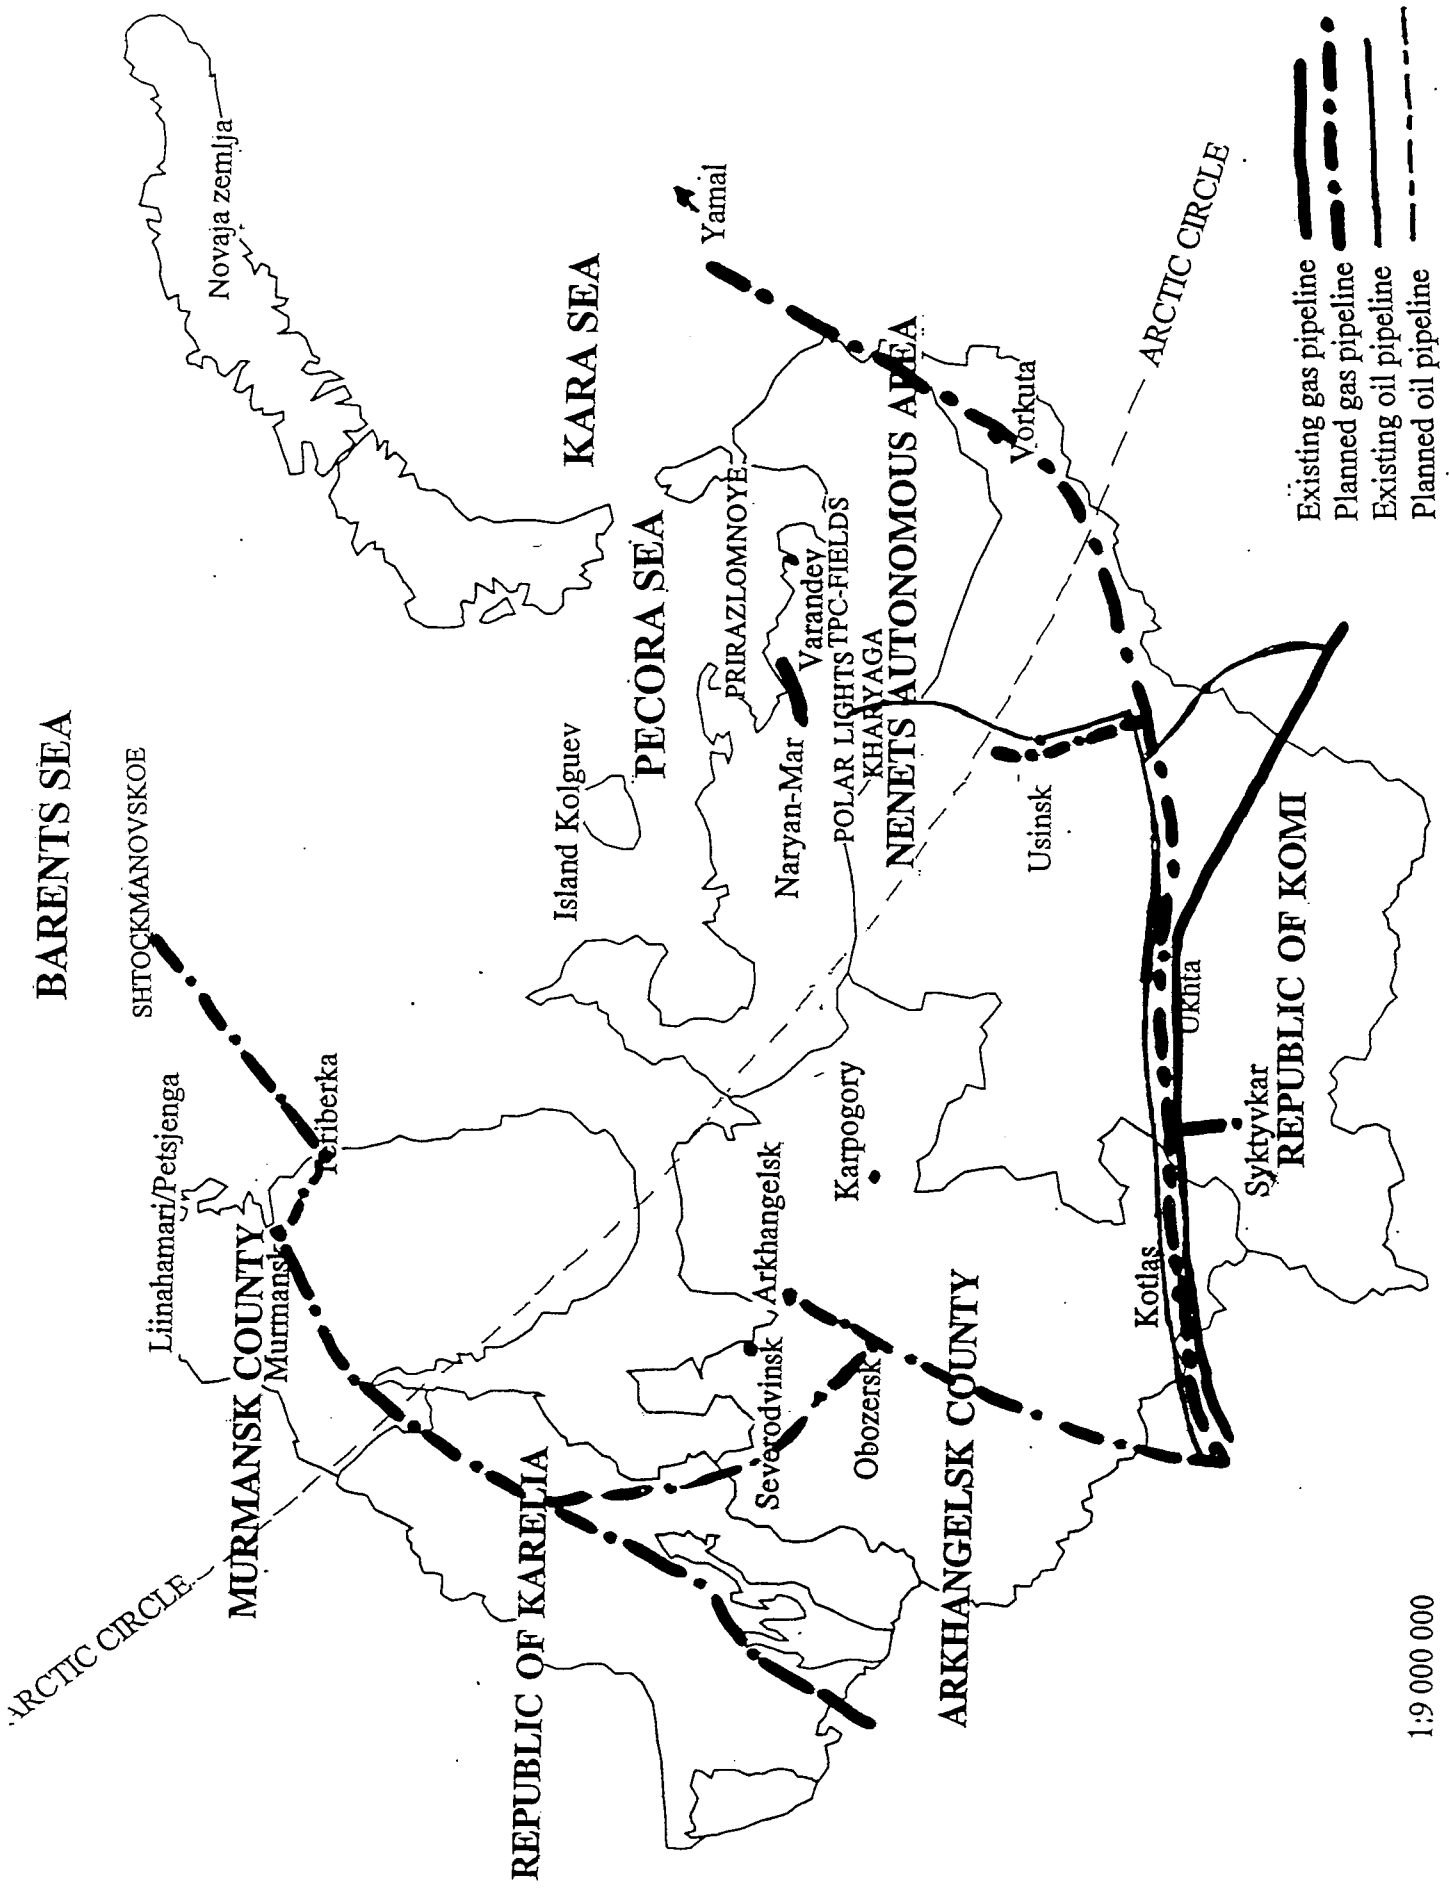 BARENTS SEA
SHTOCKMANOVSKOE
Novaja zemlja
Liinahamari/Petsjenga
Teriberka
ARCTIC CIRCLE
MURMANSK COUNTY
Murmansk
KARA SEA
Island Kolguev
PECORA SEA
Yamal
PRIRAZLOMNOYE
REPUBLIC OF KARELIA
Severodvinsk
Arkhangelsk
Naryan-Mar
Varandey
POLAR LIGHTS TPC-FIELDS
KHARYAGA
Karpogory
Obozersk
NENETS AUTONOMOUS AREA
ARKHANGELSK COUNTY
Vorkuta
Usinsk
ARCTIC CIRCLE
Kotlas
Ukhta
Syktyvkar
REPUBLIC OF KOMI
Existing gas pipeline
Planned gas pipeline
Existing oil pipeline
Planned oil pipeline
1:9 000 000